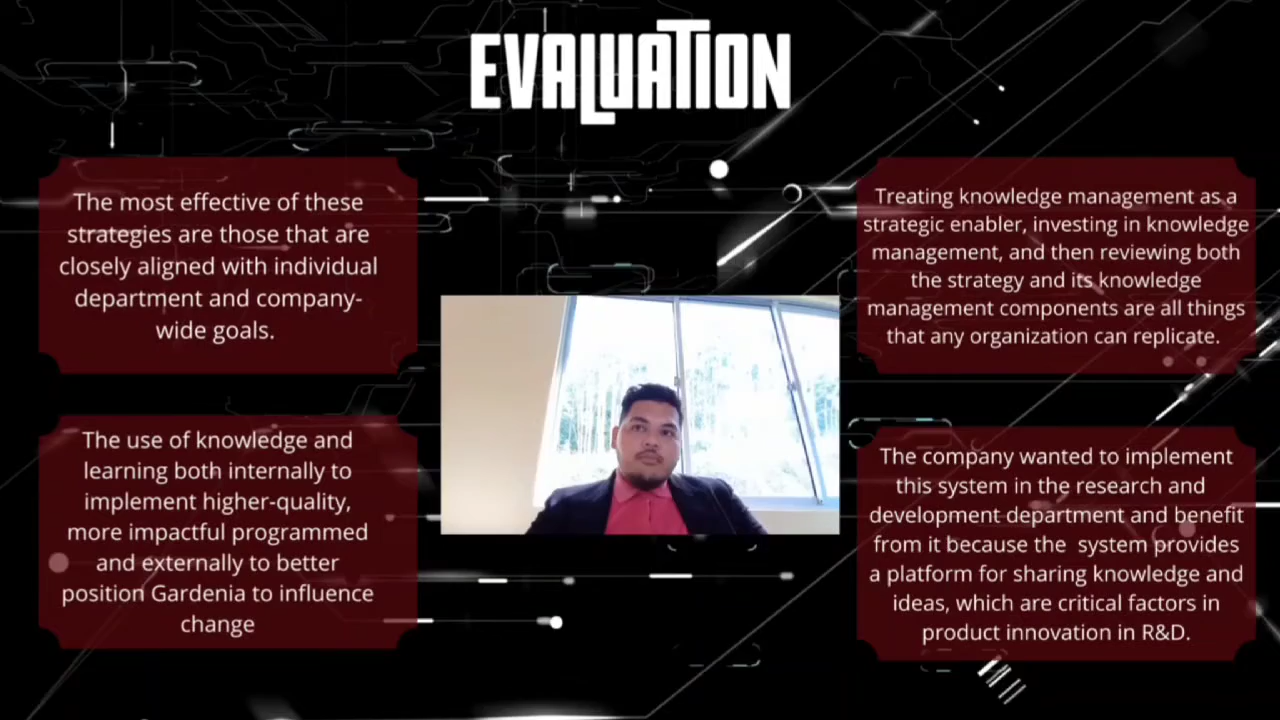 EVALUATION
The most effective of these
strategies are those that are
closely aligned with individual
department and company-
wide goals.
Treating knowledge management as a
strategic enabler, investing in knowledge
management, and then reviewing both
the strategy and its knowledge
management components are all things
that any organization can replicate.
The use of knowledge and
learning both internally to
implement higher-quality,
more impactful programmed
and externally to better
position Gardenia to influence
change
The company wanted to implement
this system in the research and
development department and benefit
from it because the  system provides
a platform for sharing knowledge and
ideas, which are critical factors in
product innovation in R&D.